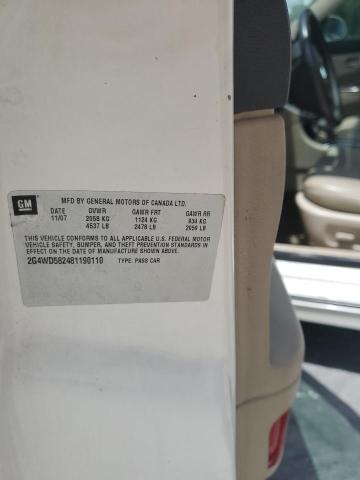 GM
MFD BY GENERAL MOTORS OF CANADA LTD.
DATE GVWR GAWR FRT GAWR RR
11/07 2058 KG 1124 KG 934 KG
4537 LB 2478 LB 2059 LB
THIS VEHICLE CONFORMS TO ALL APPLICABLE U.S. FEDERAL MOTOR
VEHICLE SAFETY, BUMPER, AND THEFT PREVENTION STANDARDS IN
EFFECT ON THE DATE OF MANUFACTURE SHOWN ABOVE.
2G4WD582481190110 TYPE: PASS CAR